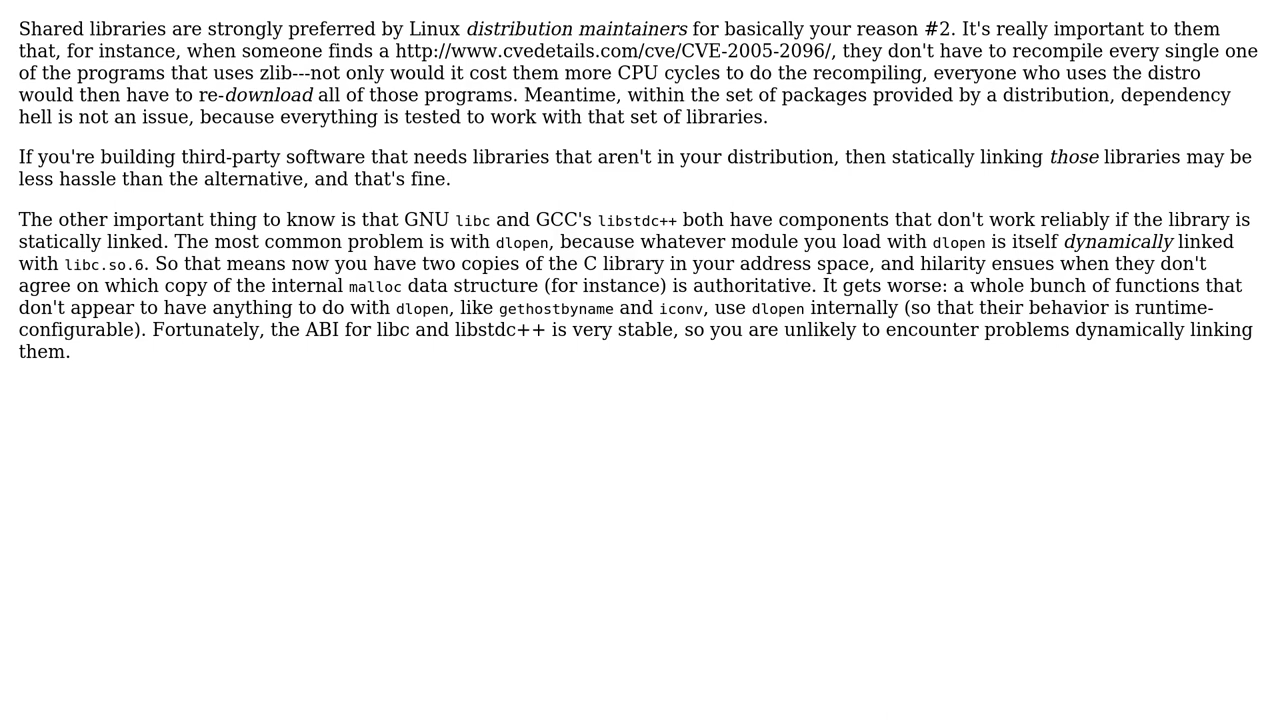 Shared libraries are strongly preferred by Linux distribution maintainers for basically your reason #2. It's really important to them
that, for instance, when someone finds a http://www.cvedetails.com/cve/CVE-2005-2096/, they don't have to recompile every single one
of the programs that uses zlib---not only would it cost them more CPU cycles to do the recompiling, everyone who uses the distro
would then have to re-download all of those programs. Meantime, within the set of packages provided by a distribution, dependency
hell is not an issue, because everything is tested to work with that set of libraries.
If you're building third-party software that needs libraries that aren't in your distribution, then statically linking those libraries may be
less hassle than the alternative, and that's fine.
The other important thing to know is that GNU libc and GCC's libstdc++ both have components that don't work reliably if the library is
statically linked. The most common problem is with dlopen, because whatever module you load with dlopen is itself dynamically linked
with libc.so.6. So that means now you have two copies of the C library in your address space, and hilarity ensues when they don't
agree on which copy of the internal malloc data structure (for instance) is authoritative. It gets worse: a whole bunch of functions that
don't appear to have anything to do with dlopen, like gethostbyname and iconv, use dlopen internally (so that their behavior is runtime-
configurable). Fortunately, the ABI for libc and libstdc++ is very stable, so you are unlikely to encounter problems dynamically linking
them.